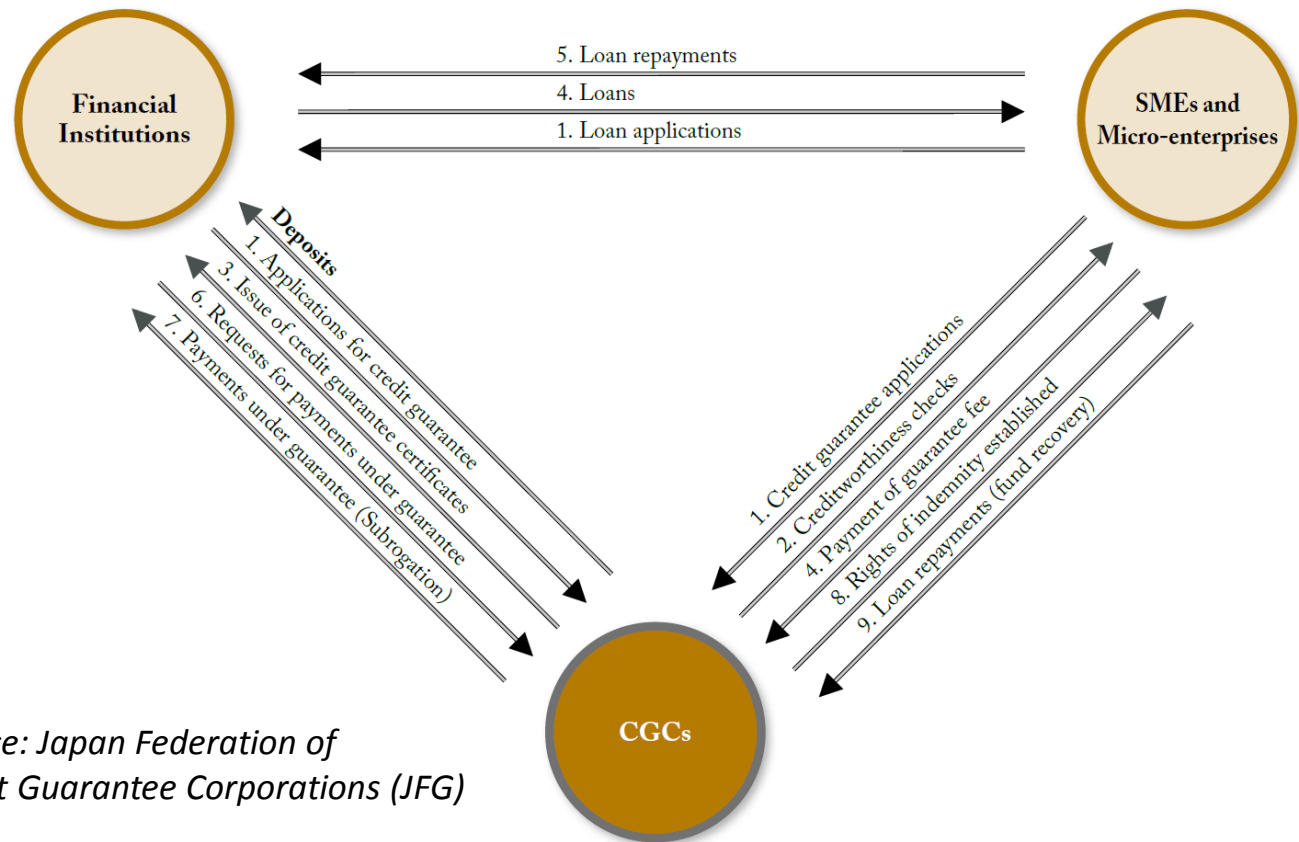 5. Loan repayments
4. Loans
1. Loan applications
Financial
Institutions
SMEs and
Micro-enterprises
Deposits
1. Applications for credit guarantee
3. Issue of credit guarantee certificates
6. Requests for payments under guarantee
7. Payments under guarantee (Subrogation)
1. Credit guarantee applications
2. Creditworthiness checks
4. Payment of guarantee fee
8. Rights of indemnity established
9. Loan repayments (fund recovery)
CGCs
Japan Federation of
Guarantee Corporations (JFG)